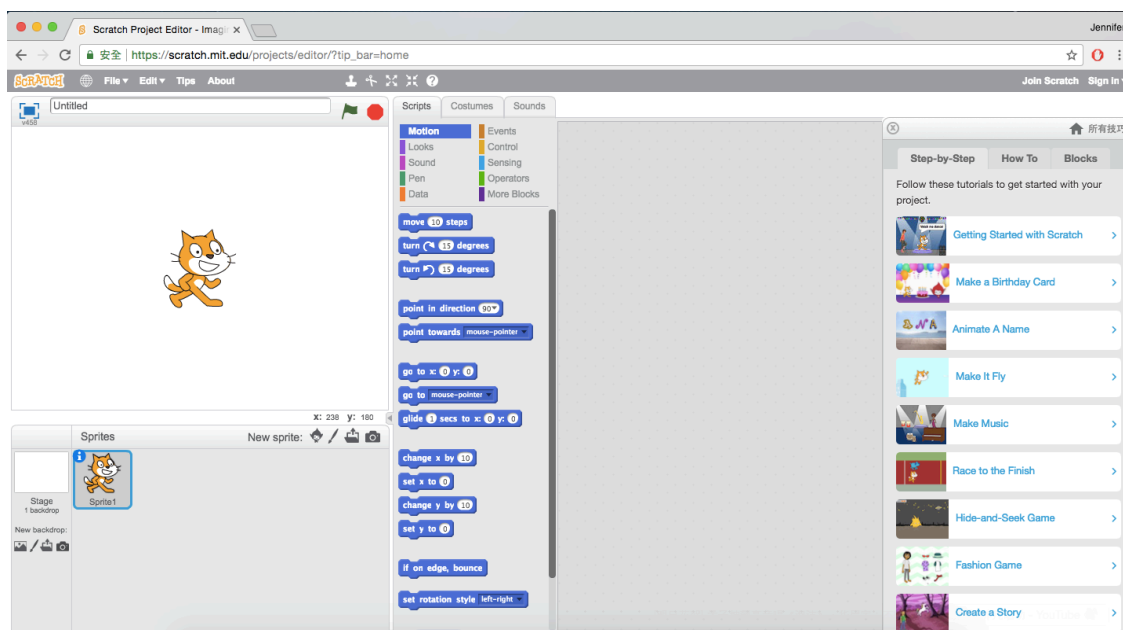 Scratch Project Editor - Imagi
Jennife
安全 | https://scratch.mit.edu/projects/editor/?tip_bar=home
SCRATCH File Edit Tips About
Join Scratch Sign in
v458
Untitled
Scripts Costumes Sounds
Motion Events
Looks Control
Sound Sensing
Pen Operators
Data More Blocks
move 10 steps
turn 15 degrees
turn 15 degrees
point in direction 90
point towards mouse-pointer
go to x: 0 y: 0
go to mouse-pointer
glide 1 secs to x: 0 y: 0
change x by 10
set x to 0
change y by 10
set y to 0
if on edge, bounce
set rotation style left-right
X: 238 Y: 180
Sprites New sprite:
Stage
1 backdrop
New backdrop:
Sprite1
所有技巧
Step-by-Step How To Blocks
Follow these tutorials to get started with your
project.
Getting Started with Scratch
Make a Birthday Card
Animate A Name
Make It Fly
Make Music
Race to the Finish
Hide-and-Seek Game
Fashion Game
Create a Story